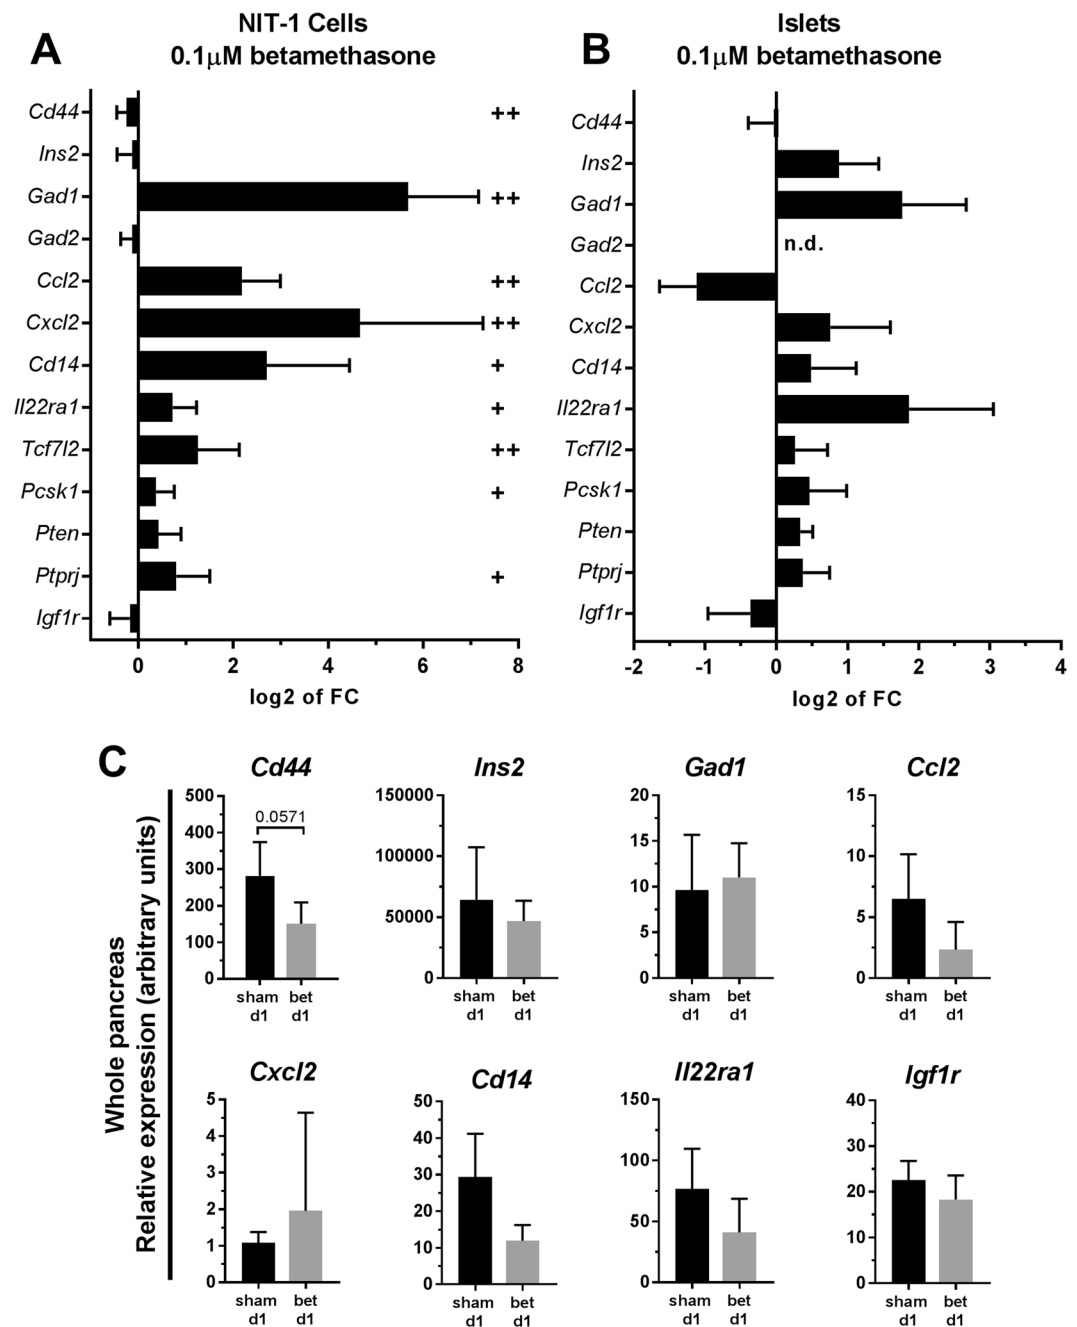 A
NIT-1 Cells
0.1μM betamethasone
Cd44
++
Ins2
Gad1
++
Gad2
Ccl2
++
Cxcl2
++
Cd14
+
Il22ra1
+
Tcf7l2
++
Pcsk1
+
Pten
Ptprj
+
Igf1r
0 2 4 6 8
log2 of FC
B
Islets
0.1μM betamethasone
Cd44
Ins2
Gad1
Gad2
n.d.
Ccl2
Cxcl2
Cd14
Il22ra1
Tcf7l2
Pcsk1
Pten
Ptprj
Igf1r
-2 -1 0 1 2 3 4
log2 of FC
C
Whole pancreas
Relative expression (arbitrary units)
Cd44
500
400
300
200
100
0
0.0571
sham bet
d1 d1
Ins2
150000
100000
50000
0
sham bet
d1 d1
Gad1
20
15
10
5
0
sham bet
d1 d1
Ccl2
15
10
5
0
sham bet
d1 d1
Cxcl2
5
4
3
2
1
0
sham bet
d1 d1
Cd14
50
40
30
20
10
0
sham bet
d1 d1
Il22ra1
150
100
50
0
sham bet
d1 d1
Igf1r
40
30
20
10
0
sham bet
d1 d1